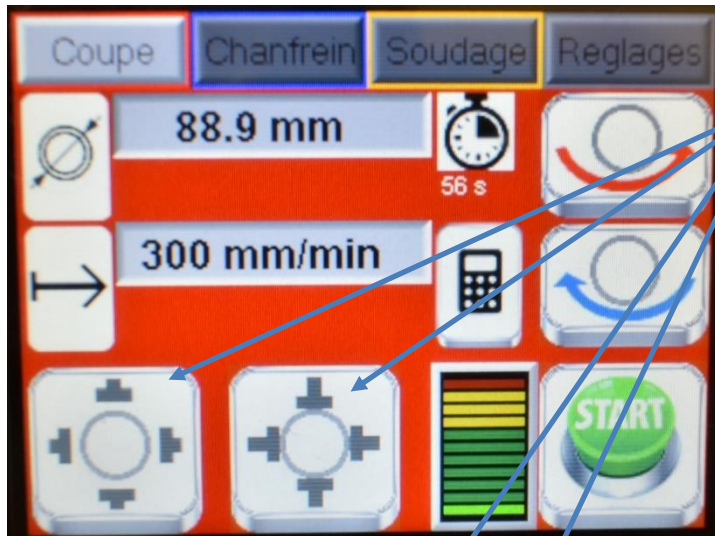 Coupe
Chanfrein
Soudage
Reglages
88.9 mm
56 s
300 mm/min
START